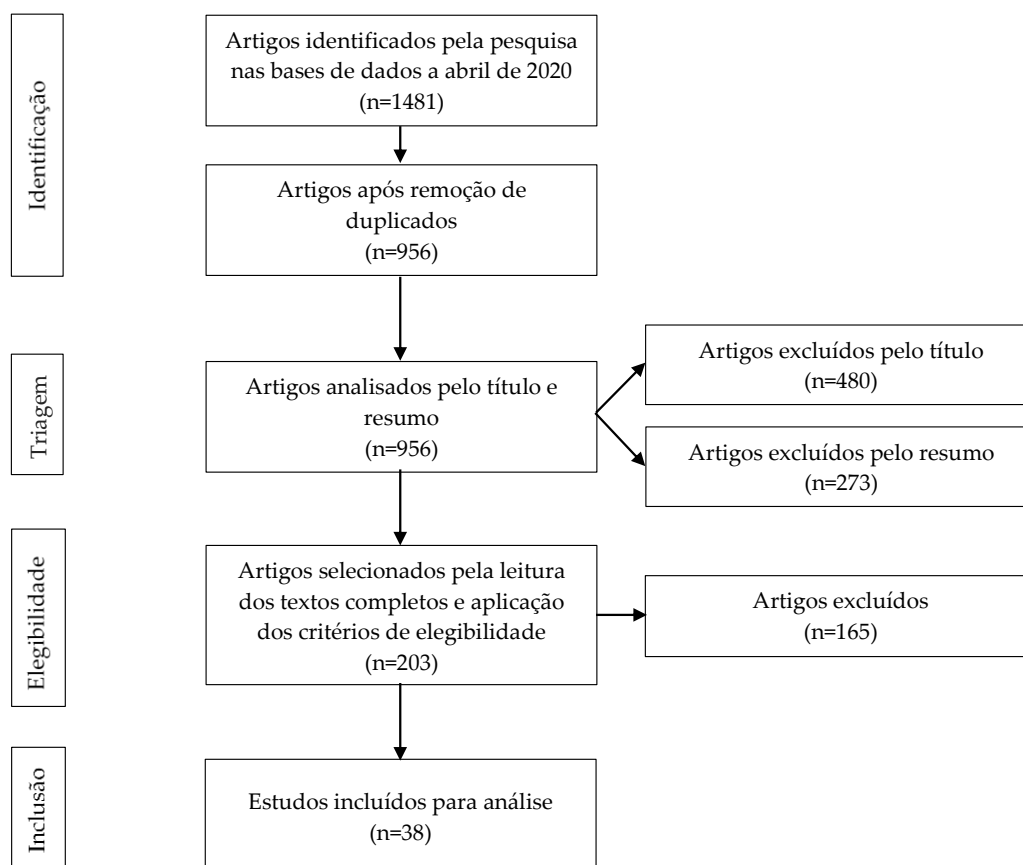 Identificação
Artigos identificados pela pesquisa
nas bases de dados a abril de 2020
(n=1481)
Artigos após remoção de
duplicados
(n=956)
Triagem
Artigos analisados pelo título e
resumo
(n=956)
Artigos excluídos pelo título
(n=480)
Artigos excluídos pelo resumo
(n=273)
Elegibilidade
Artigos selecionados pela leitura
dos textos completos e aplicação
dos critérios de elegibilidade
(n=203)
Artigos excluídos
(n=165)
Inclusão
Estudos incluídos para análise
(n=38)